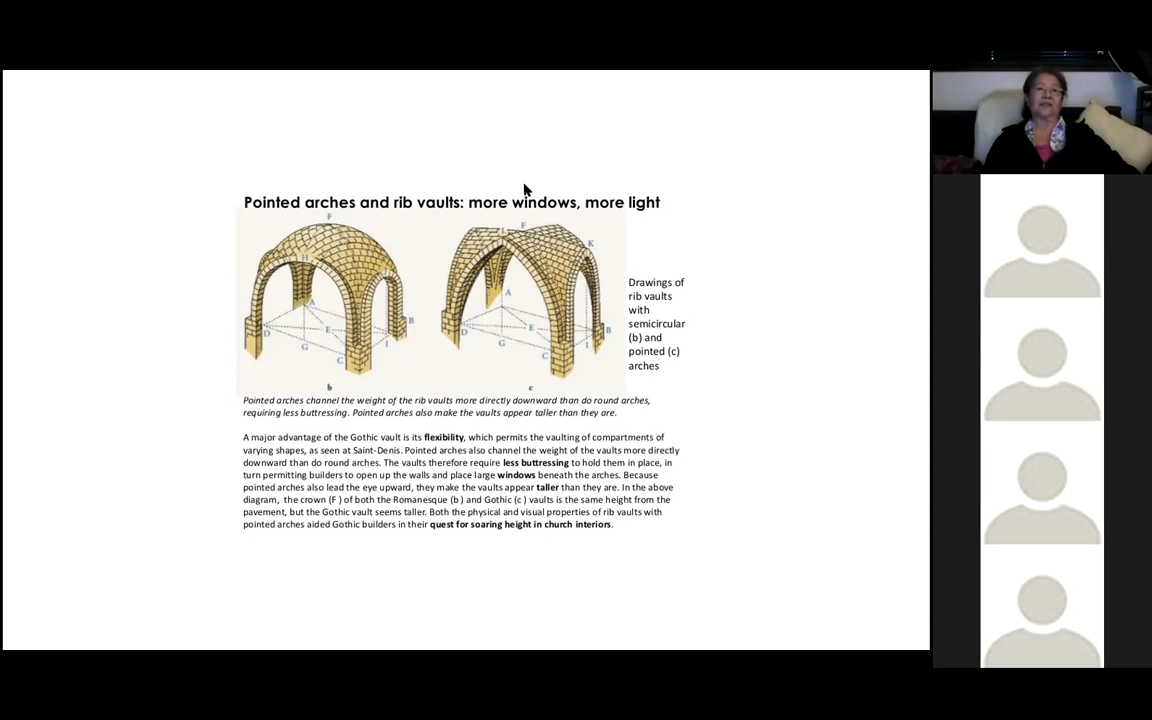 Pointed arches and rib vaults: more windows, more light
F
H
A
D
E
B
G
I
C
b
F
K
A
D
E
B
G
I
C
c
Drawings of
rib vaults
with
semicircular
(b) and
pointed (c)
arches
Pointed arches channel the weight of the rib vaults more directly downward than do round arches,
requiring less buttressing. Pointed arches also make the vaults appear taller than they are.
A major advantage of the Gothic vault is its flexibility, which permits the vaulting of compartments of
varying shapes, as seen at Saint-Denis. Pointed arches also channel the weight of the vaults more directly
downward than do round arches. The vaults therefore require less buttressing to hold them in place, in
turn permitting builders to open up the walls and place large windows beneath the arches. Because
pointed arches also lead the eye upward, they make the vaults appear taller than they are. In the above
diagram, the crown (F ) of both the Romanesque (b ) and Gothic (c ) vaults is the same height from the
pavement, but the Gothic vault seems taller. Both the physical and visual properties of rib vaults with
pointed arches aided Gothic builders in their quest for soaring height in church interiors.